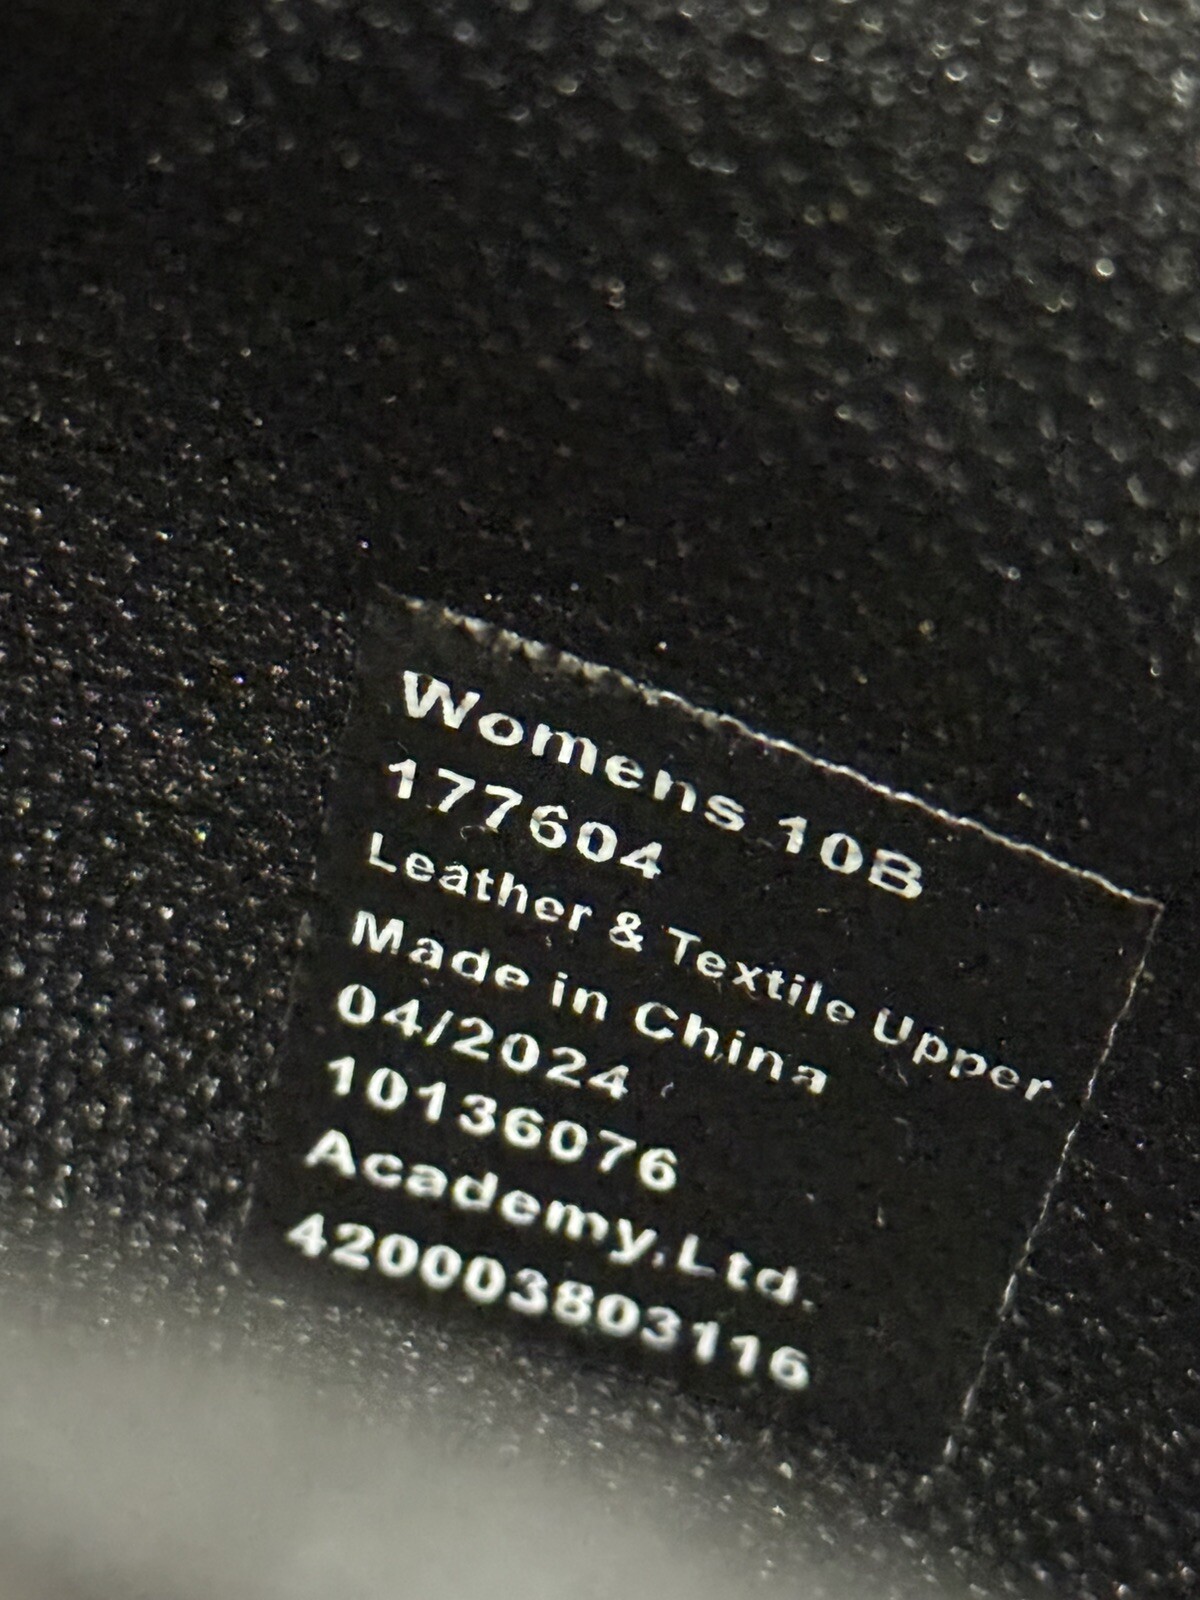 Womens 10B
177604
Leather & Textile Upper
Made in China
04/2024
10136076
Academy,Ltd.
420003803116